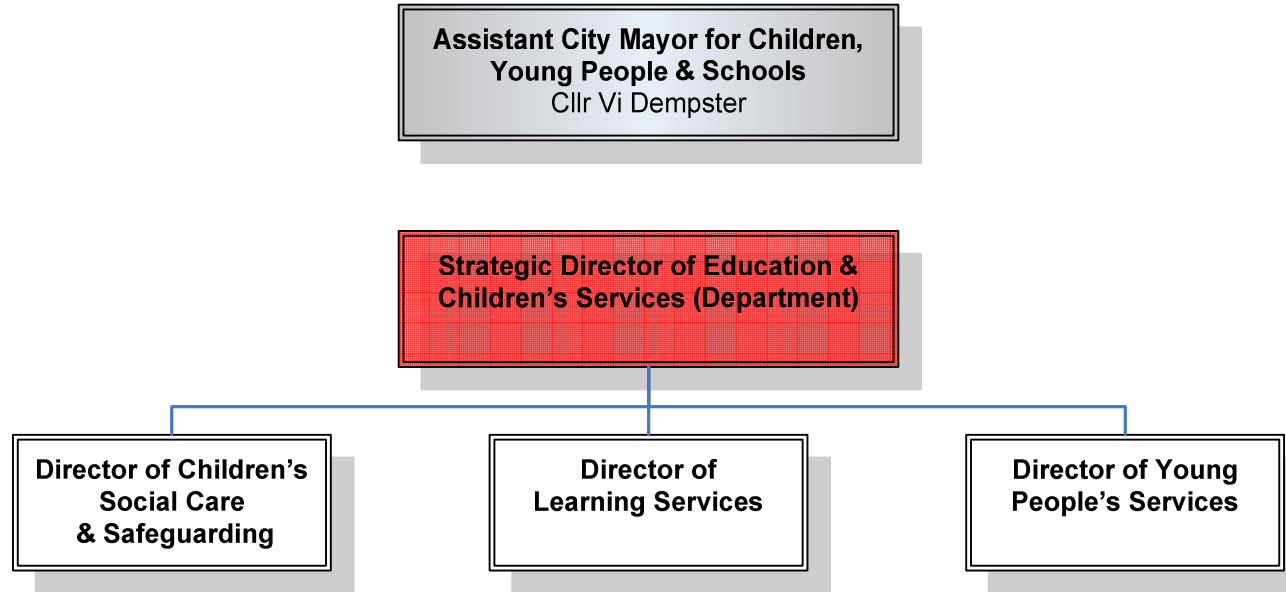 Assistant City Mayor for Children,
Young People & Schools
Cllr Vi Dempster
Strategic Director of Education &
Children’s Services (Department)
Director of Children’s
Social Care
& Safeguarding
Director of
Learning Services
Director of Young
People’s Services